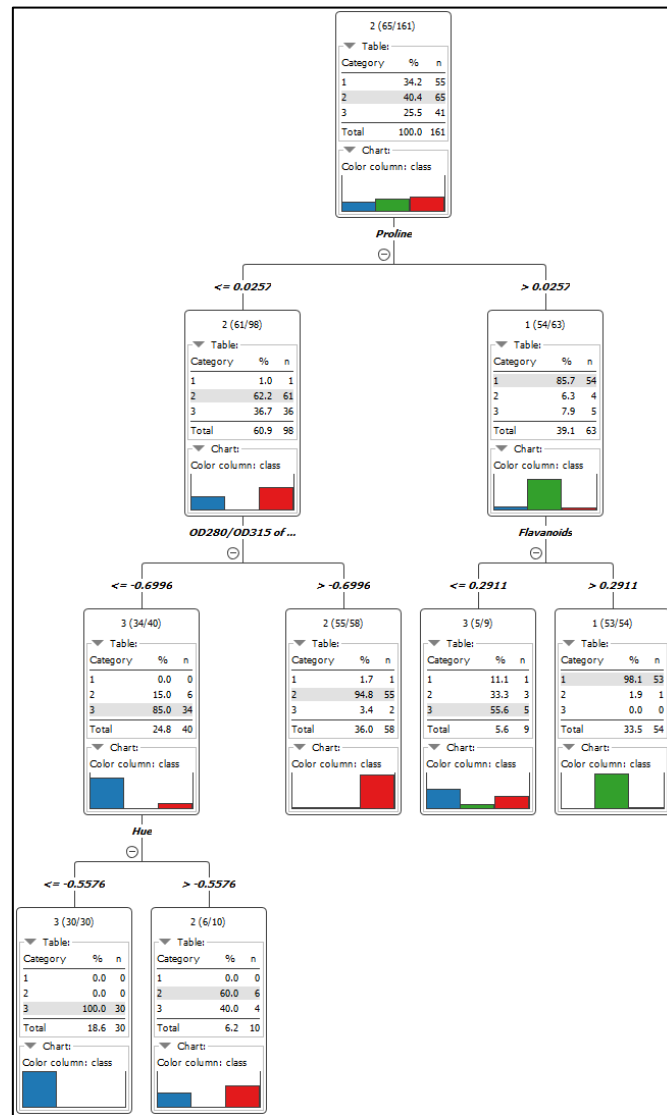 2 (65/161)
Table:
Category % n
1 34.2 55
2 40.4 65
3 25.5 41
Total 100.0 161
Chart:
Color column: class
Proline
<= 0.0257
> 0.0257
2 (61/98)
Table:
Category % n
1 1.0 1
2 62.2 61
3 36.7 36
Total 60.9 98
Chart:
Color column: class
OD280/OD315 of ...
1 (54/63)
Table:
Category % n
1 85.7 54
2 6.3 4
3 7.9 5
Total 39.1 63
Chart:
Color column: class
Flavanoids
<= -0.6996
> -0.6996
<= 0.2911
> 0.2911
3 (34/40)
Table:
Category % n
1 0.0 0
2 15.0 6
3 85.0 34
Total 24.8 40
Chart:
Color column: class
Hue
2 (55/58)
Table:
Category % n
1 1.7 1
2 94.8 55
3 3.4 2
Total 36.0 58
Chart:
Color column: class
3 (5/9)
Table:
Category % n
1 11.1 1
2 33.3 3
3 55.6 5
Total 5.6 9
Chart:
Color column: class
1 (53/54)
Table:
Category % n
1 98.1 53
2 1.9 1
3 0.0 0
Total 33.5 54
Chart:
Color column: class
<= -0.5576
> -0.5576
3 (30/30)
Table:
Category % n
1 0.0 0
2 0.0 0
3 100.0 30
Total 18.6 30
Chart:
Color column: class
2 (6/10)
Table:
Category % n
1 0.0 0
2 60.0 6
3 40.0 4
Total 6.2 10
Chart:
Color column: class